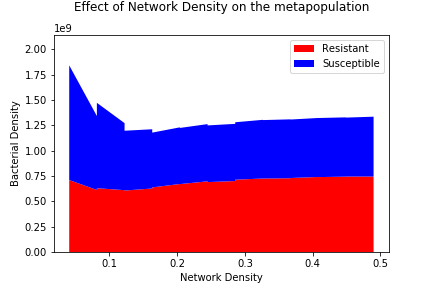 Effect of Network Density on the metapopulation
1e9
2.00
1.75
1.50
1.25
1.00
0.75
0.50
0.25
0.00
Bacterial Density
Resistant
Susceptible
0.1 0.2 0.3 0.4 0.5
Network Density